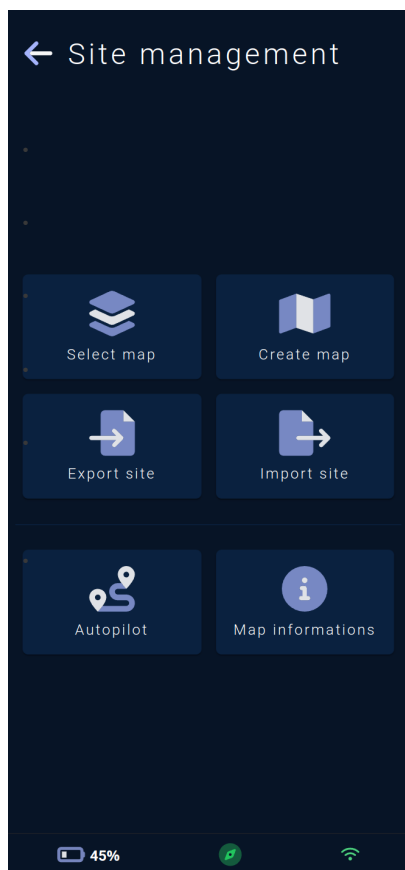 Site management
Select map
Create map
Export site
Import site
Autopilot
Map informations
45%